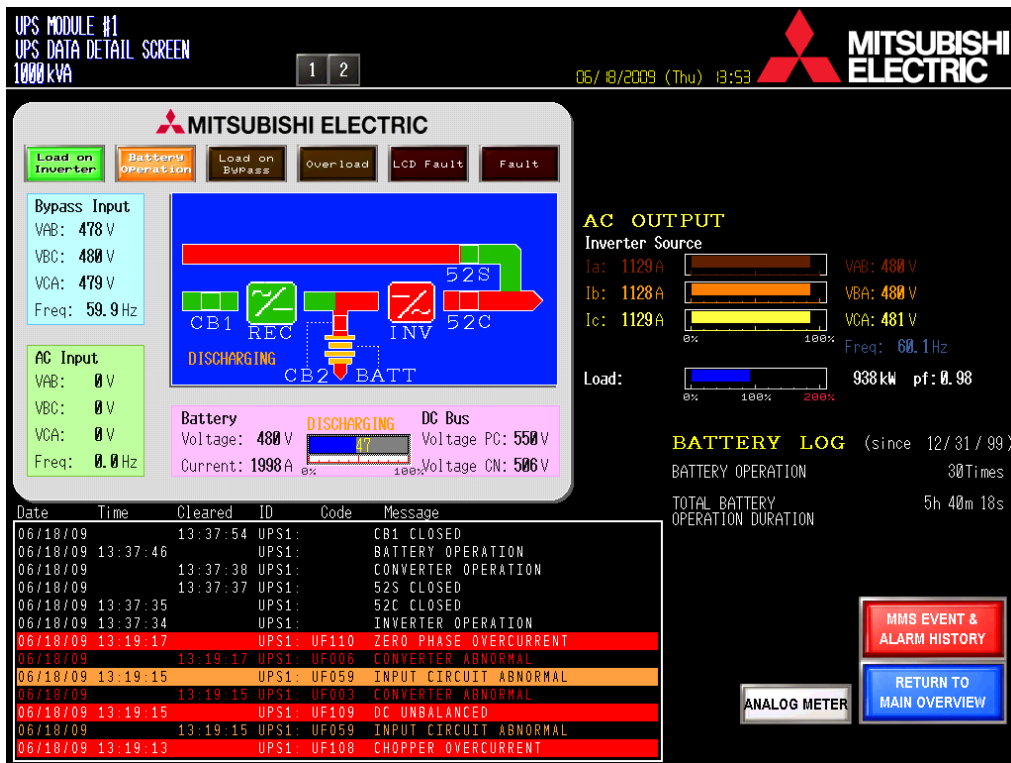 UPS MODULE #1
UPS DATA DETAIL SCREEN
1000 kVA
1 2
06/18/2009 (Thu) 13:53
MITSUBISHI
ELECTRIC
MITSUBISHI ELECTRIC
Load on Inverter
Battery Operation
Load on Bypass
Overload
LCD Fault
Fault
Bypass Input
VAB: 478 V
VBC: 480 V
VCA: 479 V
Freq: 59.9 Hz
AC Input
VAB: 0 V
VBC: 0 V
VCA: 0 V
Freq: 0.0 Hz
52S
CB1 REC INV 52C
DISCHARGING
CB2 BATT
Battery DISCHARGING DC Bus
Voltage: 480 V 47 Voltage PC: 550 V
Current: 1998 A 0% 100% Voltage CN: 506 V
AC OUTPUT
Inverter Source
Ia: 1129 A VAB: 480 V
Ib: 1128 A VBA: 480 V
Ic: 1129 A VCA: 481 V
0% 100%
Freq: 60.1 Hz
Load: 938 kW pf: 0.98
0% 100% 200%
BATTERY LOG (since 12/31/99)
BATTERY OPERATION 30Times
TOTAL BATTERY 5h 40m 18s
OPERATION DURATION
Date Time Cleared ID Code Message
06/18/09 13:37:54 UPS1: CB1 CLOSED
06/18/09 13:37:46 UPS1: BATTERY OPERATION
06/18/09 13:37:38 UPS1: CONVERTER OPERATION
06/18/09 13:37:37 UPS1: 52S CLOSED
06/18/09 13:37:35 UPS1: 52C CLOSED
06/18/09 13:37:34 UPS1: INVERTER OPERATION
06/18/09 13:19:17 UPS1: UF110 ZERO PHASE OVERCURRENT
06/18/09 13:19:17 UPS1: UF006 CONVERTER ABNORMAL
06/18/09 13:19:15 UPS1: UF059 INPUT CIRCUIT ABNORMAL
06/18/09 13:19:15 UPS1: UF003 CONVERTER ABNORMAL
06/18/09 13:19:15 UPS1: UF109 DC UNBALANCED
06/18/09 13:19:15 UPS1: UF059 INPUT CIRCUIT ABNORMAL
06/18/09 13:19:13 UPS1: UF108 CHOPPER OVERCURRENT
MMS EVENT &
ALARM HISTORY
ANALOG METER
RETURN TO
MAIN OVERVIEW